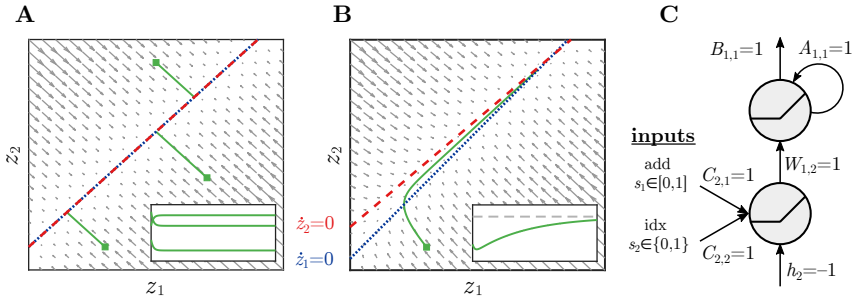 A
z₂
z₁
B
z₂
ż₂=0
ż₁=0
z₁
C
B₁,₁=1
A₁,₁=1
inputs
add
s₁∈[0,1]
C₂,₁=1
W₁,₂=1
idx
s₂∈{0,1}
C₂,₂=1
h₂=−1